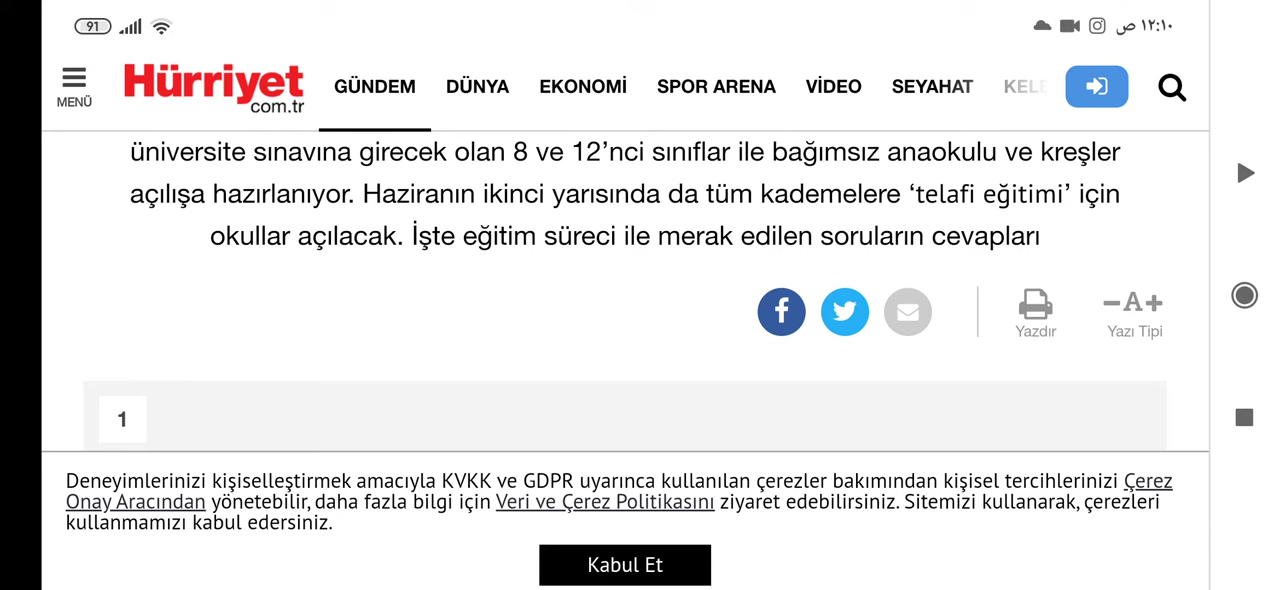 91
١٢:١٠ ص
MENÜ
Hürriyet
com.tr
GÜNDEM DÜNYA EKONOMİ SPOR ARENA VİDEO SEYAHAT KELE
üniversite sınavına girecek olan 8 ve 12’nci sınıflar ile bağımsız anaokulu ve kreşler
açılışa hazırlanıyor. Haziranın ikinci yarısında da tüm kademelere ‘telafi eğitimi’ için
okullar açılacak. İşte eğitim süreci ile merak edilen soruların cevapları
Yazdır
A
Yazı Tipi
1
Deneyimlerinizi kişiselleştirmek amacıyla KVKK ve GDPR uyarınca kullanılan çerezler bakımından kişisel tercihlerinizi Çerez
Onay Aracından yönetebilir, daha fazla bilgi için Veri ve Çerez Politikasını ziyaret edebilirsiniz. Sitemizi kullanarak, çerezleri
kullanmamızı kabul edersiniz.
Kabul Et